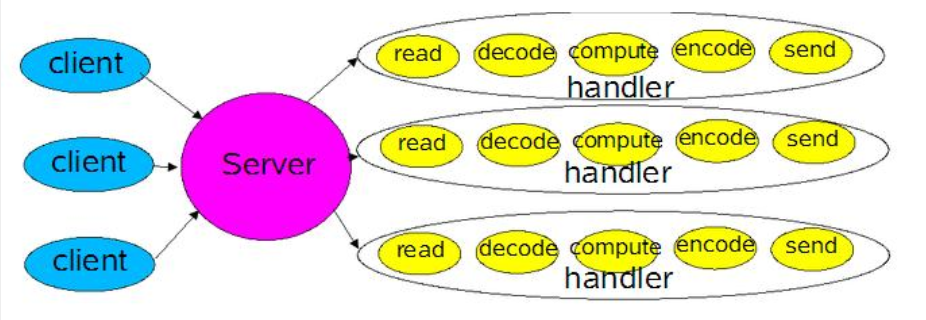 client
client
client
Server
read decode compute encode send
handler
read decode compute encode send
handler
read decode compute encode send
handler